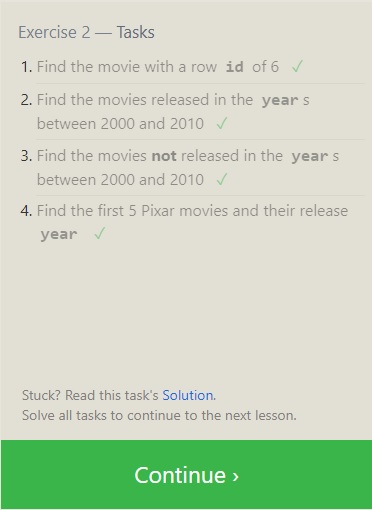 Exercise 2 — Tasks
1. Find the movie with a row id of 6 ✓
2. Find the movies released in the year s
between 2000 and 2010 ✓
3. Find the movies not released in the year s
between 2000 and 2010 ✓
4. Find the first 5 Pixar movies and their release
year ✓
Stuck? Read this task's Solution.
Solve all tasks to continue to the next lesson.
Continue ›